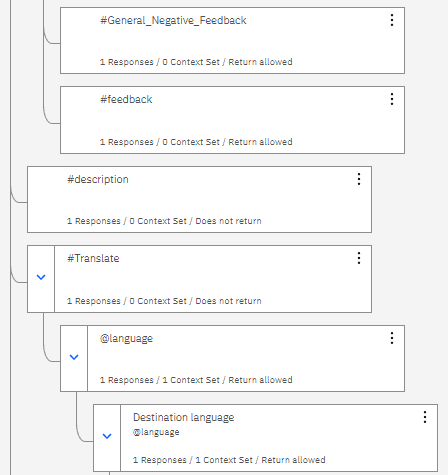 #General_Negative_Feedback
1 Responses / 0 Context Set / Return allowed
#feedback
1 Responses / 0 Context Set / Return allowed
#description
1 Responses / 0 Context Set / Does not return
#Translate
1 Responses / 0 Context Set / Does not return
@language
1 Responses / 1 Context Set / Return allowed
Destination language
@language
1 Responses / 1 Context Set / Return allowed